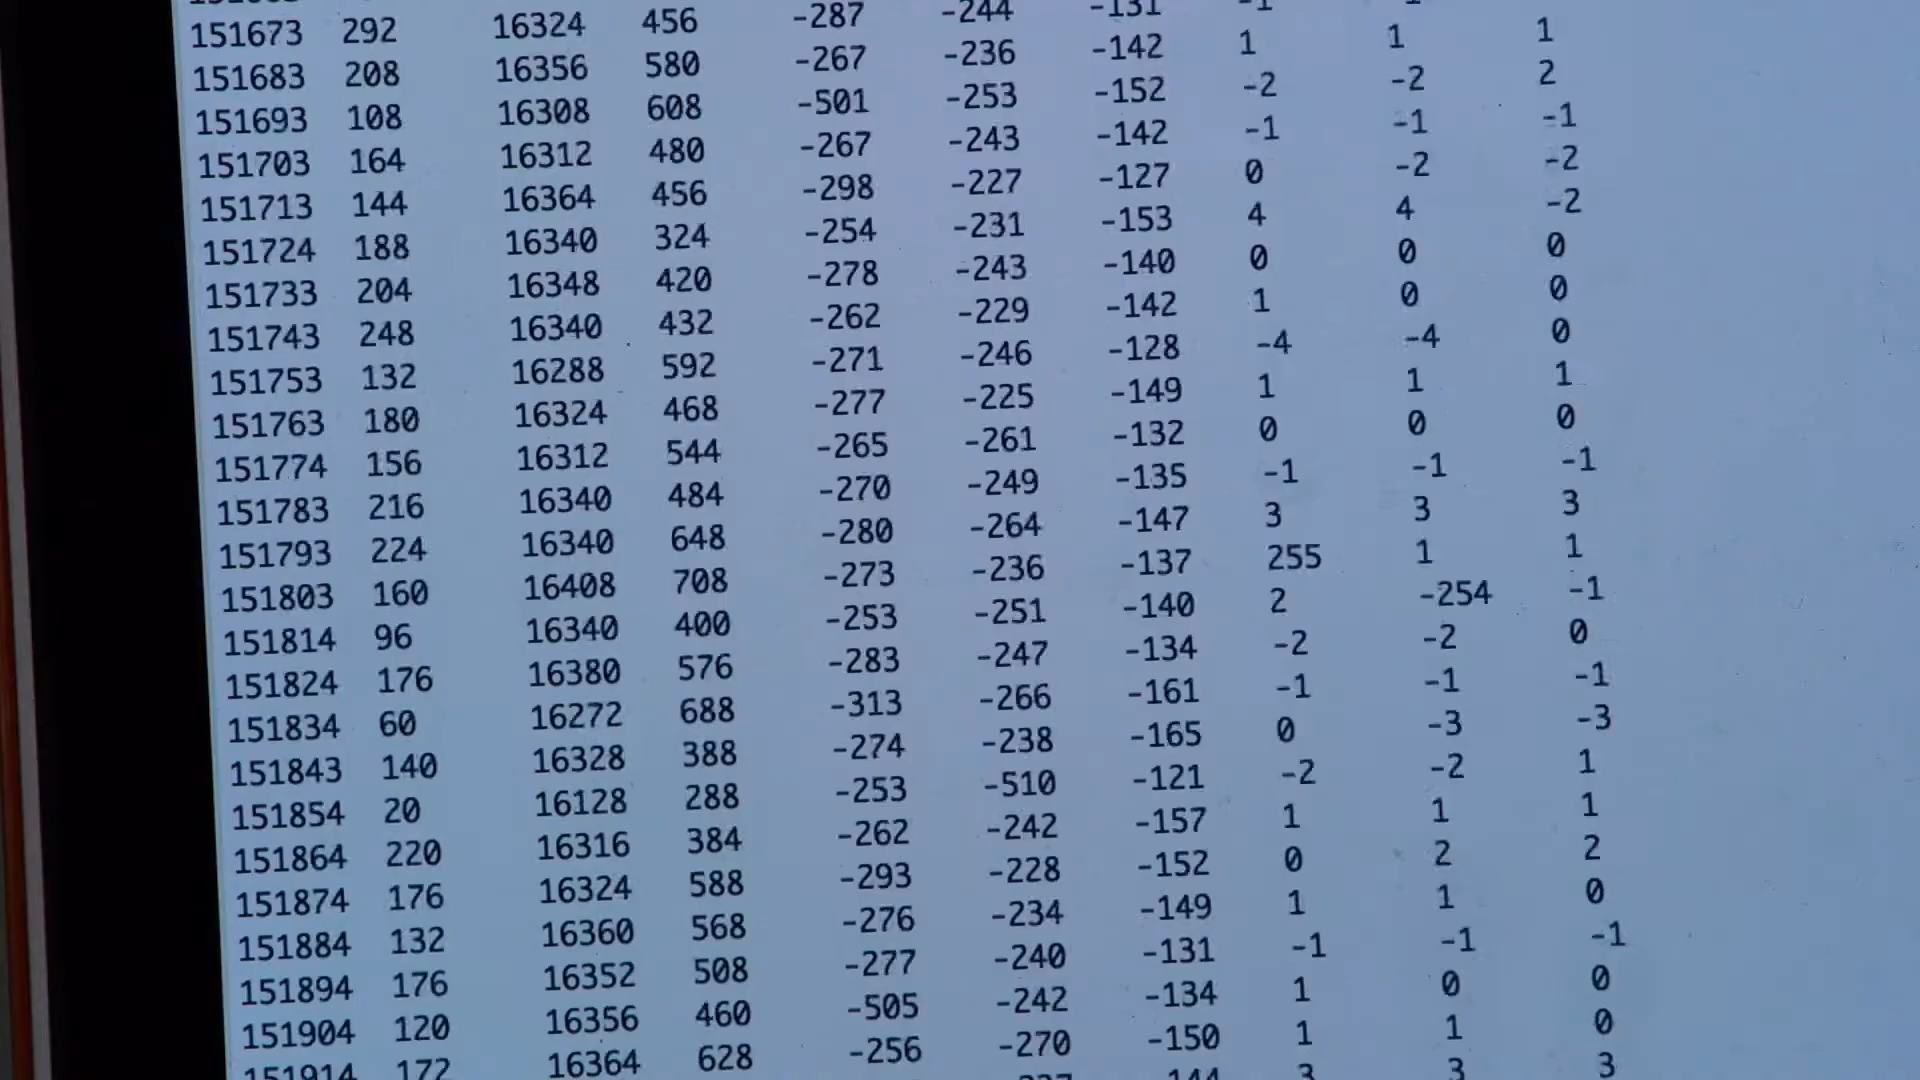 151673 292 16324 456 -287 -244 -131 -1
151683 208 16356 580 -267 -236 -142 1 1 1
151693 108 16308 608 -501 -253 -152 -2 -2 2
151703 164 16312 480 -267 -243 -142 -1 -1 -1
151713 144 16364 456 -298 -227 -127 0 -2 -2
151724 188 16340 324 -254 -231 -153 4 4 -2
151733 204 16348 420 -278 -243 -140 0 0 0
151743 248 16340 432 -262 -229 -142 1 0 0
151753 132 16288 592 -271 -246 -128 -4 -4 0
151763 180 16324 468 -277 -225 -149 1 1 1
151774 156 16312 544 -265 -261 -132 0 0 0
151783 216 16340 484 -270 -249 -135 -1 -1 -1
151793 224 16340 648 -280 -264 -147 3 3 3
151803 160 16408 708 -273 -236 -137 255 1 1
151814 96 16340 400 -253 -251 -140 2 -254 -1
151824 176 16380 576 -283 -247 -134 -2 -2 0
151834 60 16272 688 -313 -266 -161 -1 -1 -1
151843 140 16328 388 -274 -238 -165 0 -3 -3
151854 20 16128 288 -253 -510 -121 -2 -2 1
151864 220 16316 384 -262 -242 -157 1 1 1
151874 176 16324 588 -293 -228 -152 0 2 2
151884 132 16360 568 -276 -234 -149 1 1 0
151894 176 16352 508 -277 -240 -131 -1 -1 -1
151904 120 16356 460 -505 -242 -134 1 0 0
151914 172 16364 628 -256 -270 -150 1 1 0
3 3 3